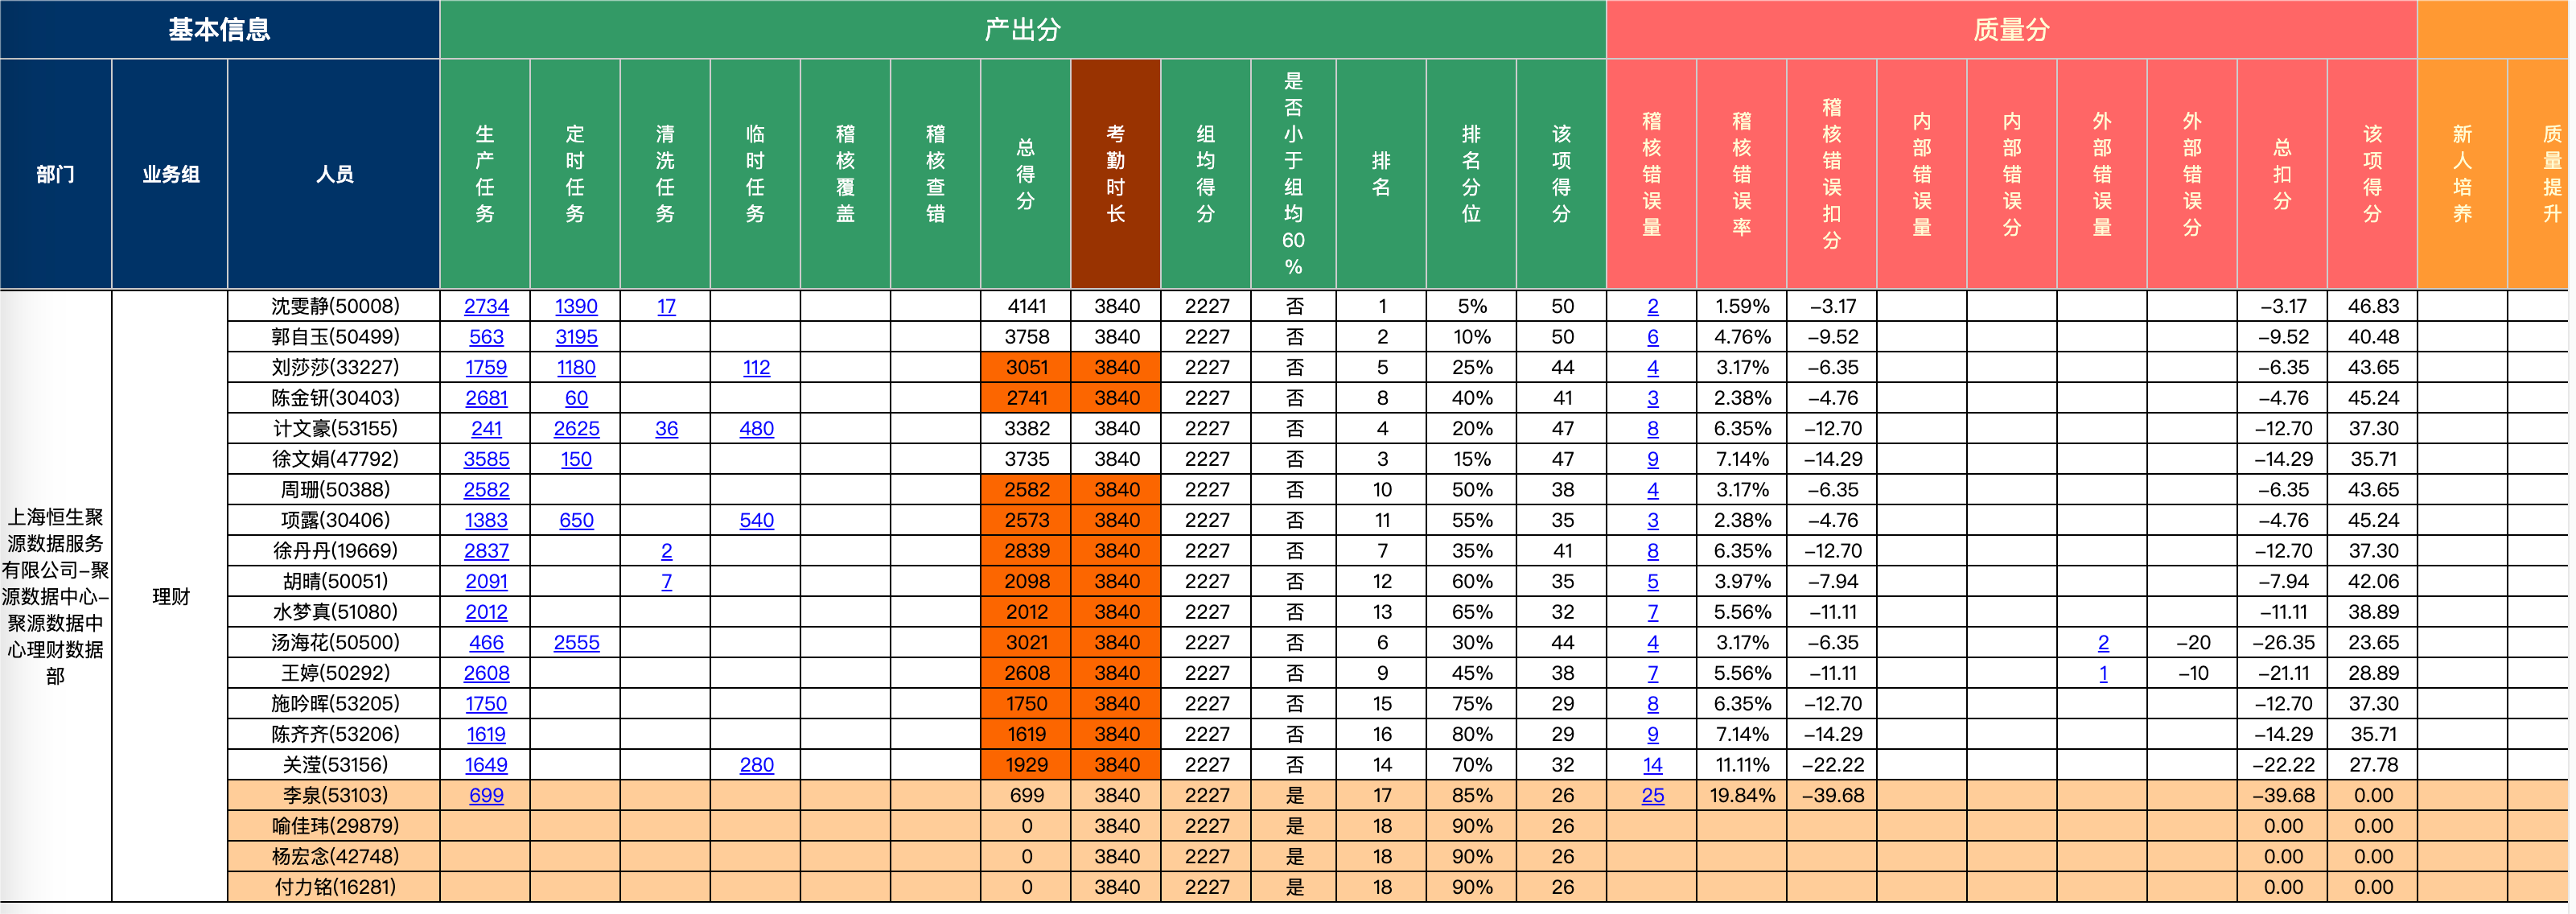 基本信息 产出分 质量分
部门 业务组 人员 生产任务 定时任务 清洗任务 临时任务 稽核覆盖 稽核查错 总得分 考勤时长 组均得分 是否小于组均60% 排名 排名分位 该项得分 稽核错误量 稽核错误率 稽核错误扣分 内部错误量 内部错误分 外部错误量 外部错误分 总扣分 该项得分 新人培养 质量提升
上海恒生聚
源数据服务
有限公司-聚
源数据中心-
聚源数据中
心理财数据
部
理财
沈雯静(50008) 2734 1390 17 4141 3840 2227 否 1 5% 50 2 1.59% -3.17 -3.17 46.83
郭自玉(50499) 563 3195 3758 3840 2227 否 2 10% 50 6 4.76% -9.52 -9.52 40.48
刘莎莎(33227) 1759 1180 112 3051 3840 2227 否 5 25% 44 4 3.17% -6.35 -6.35 43.65
陈金钘(30403) 2681 60 2741 3840 2227 否 8 40% 41 3 2.38% -4.76 -4.76 45.24
计文豪(53155) 241 2625 36 480 3382 3840 2227 否 4 20% 47 8 6.35% -12.70 -12.70 37.30
徐文娟(47792) 3585 150 3735 3840 2227 否 3 15% 47 9 7.14% -14.29 -14.29 35.71
周珊(50388) 2582 2582 3840 2227 否 10 50% 38 4 3.17% -6.35 -6.35 43.65
项露(30406) 1383 650 540 2573 3840 2227 否 11 55% 35 3 2.38% -4.76 -4.76 45.24
徐丹丹(19669) 2837 2 2839 3840 2227 否 7 35% 41 8 6.35% -12.70 -12.70 37.30
胡晴(50051) 2091 7 2098 3840 2227 否 12 60% 35 5 3.97% -7.94 -7.94 42.06
水梦真(51080) 2012 2012 3840 2227 否 13 65% 32 7 5.56% -11.11 -11.11 38.89
汤海花(50500) 466 2555 3021 3840 2227 否 6 30% 44 4 3.17% -6.35 2 -20 -26.35 23.65
王婷(50292) 2608 2608 3840 2227 否 9 45% 38 7 5.56% -11.11 1 -10 -21.11 28.89
施吟晖(53205) 1750 1750 3840 2227 否 15 75% 29 8 6.35% -12.70 -12.70 37.30
陈齐齐(53206) 1619 1619 3840 2227 否 16 80% 29 9 7.14% -14.29 -14.29 35.71
关滢(53156) 1649 280 1929 3840 2227 否 14 70% 32 14 11.11% -22.22 -22.22 27.78
李泉(53103) 699 699 3840 2227 是 17 85% 26 25 19.84% -39.68 -39.68 0.00
喻佳玮(29879) 0 3840 2227 是 18 90% 26 0.00 0.00
杨宏念(42748) 0 3840 2227 是 18 90% 26 0.00 0.00
付力铭(16281) 0 3840 2227 是 18 90% 26 0.00 0.00